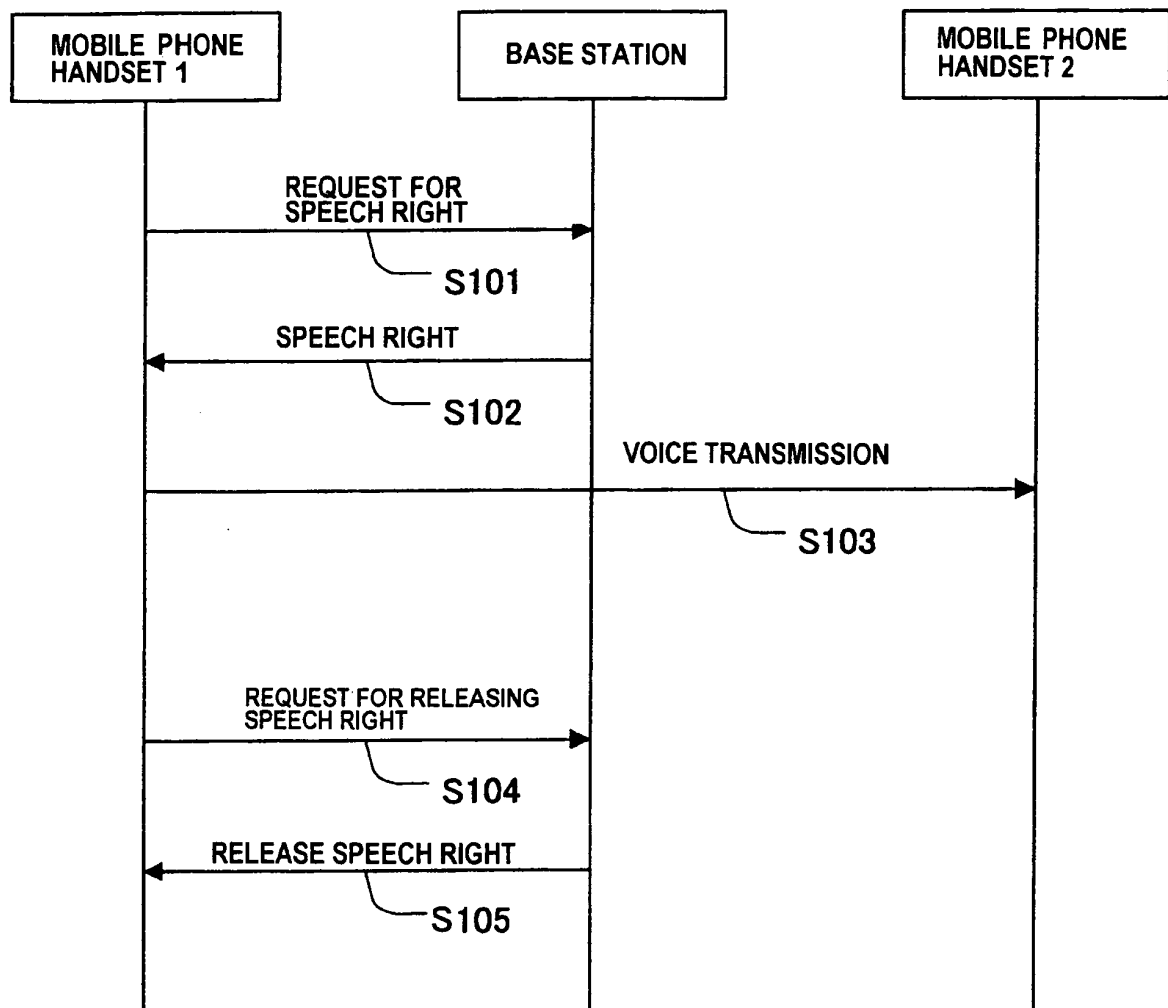 MOBILE PHONE
HANDSET 1
BASE STATION
MOBILE PHONE
HANDSET 2
REQUEST FOR
SPEECH RIGHT
S101
SPEECH RIGHT
S102
VOICE TRANSMISSION
S103
REQUEST FOR RELEASING
SPEECH RIGHT
S104
RELEASE SPEECH RIGHT
S105